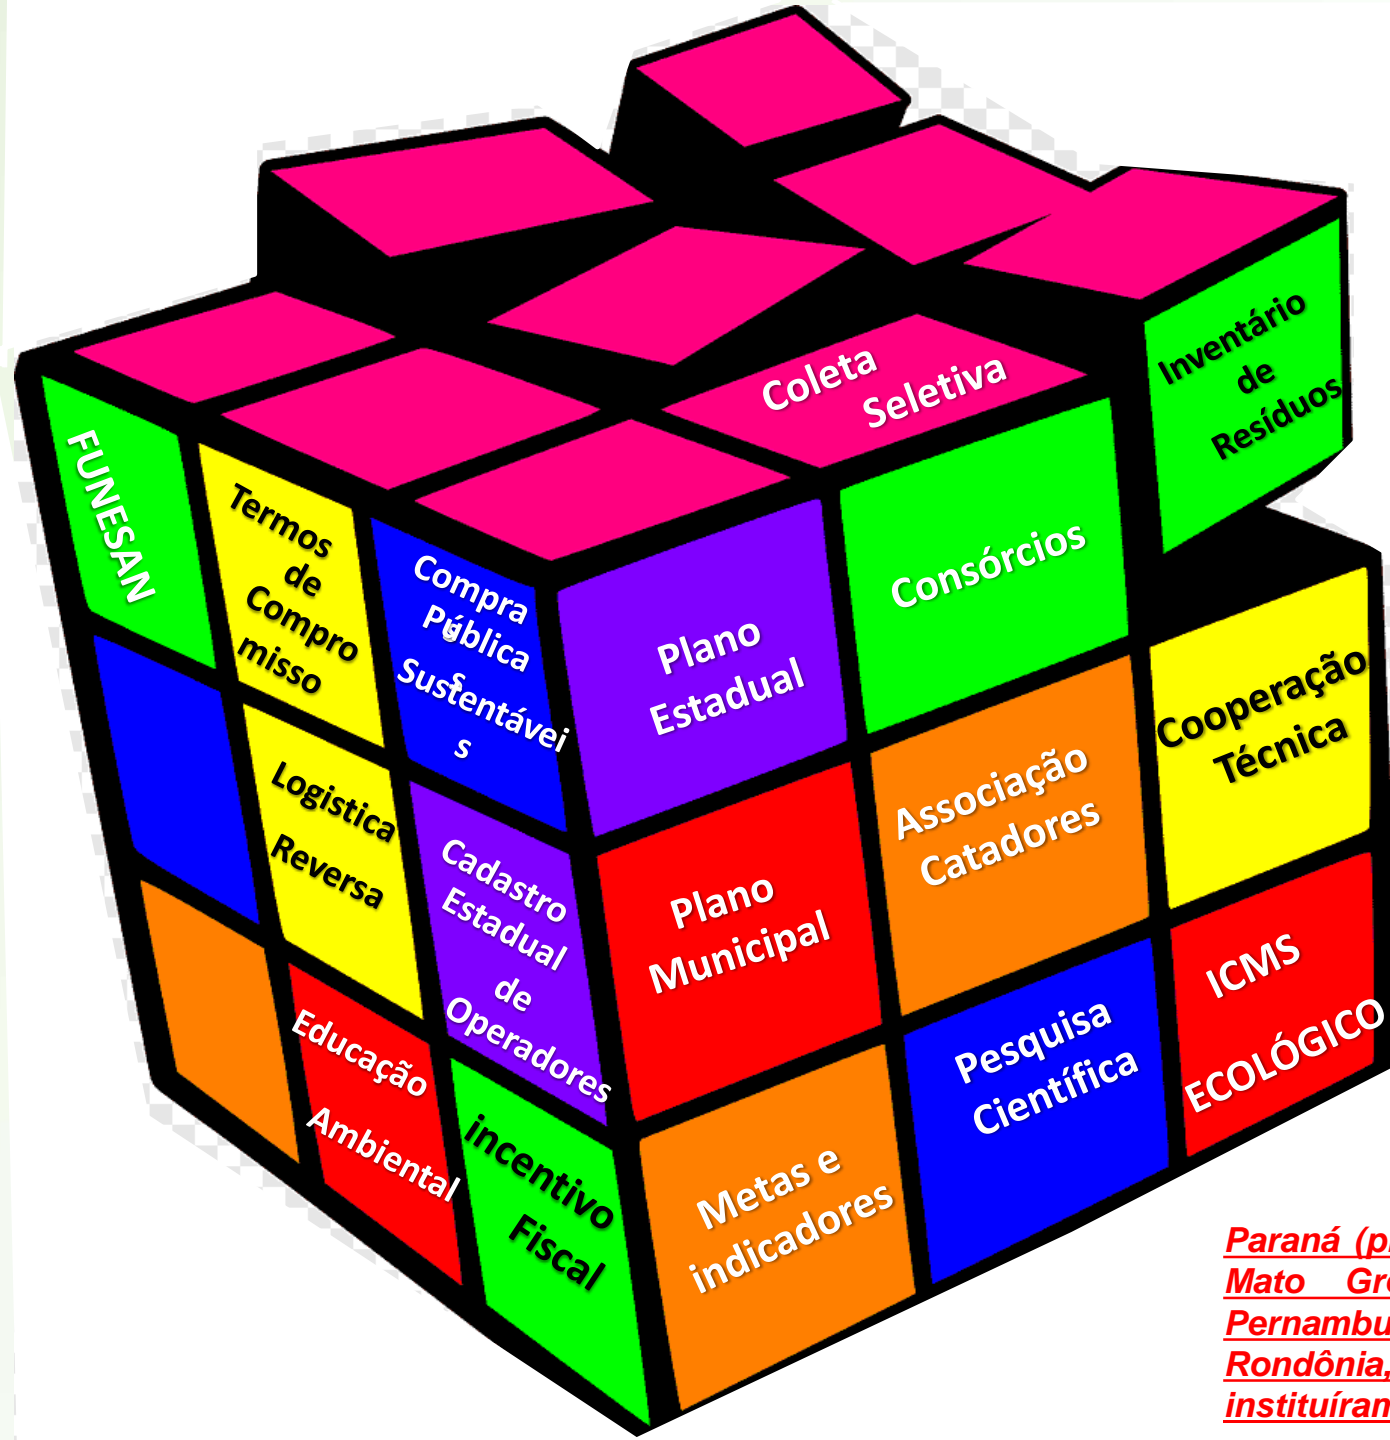 Coleta
Seletiva
Inventário
de
Resíduos
FUNESAN
Termos
de
Compro
misso
Compra
s
Pública
s
Sustentávei
s
Plano
Estadual
Consórcios
Cooperação
Técnica
Logistica
Reversa
Cadastro
Estadual
de
Operadores
Plano
Municipal
Associação
Catadores
ICMS
ECOLÓGICO
Educação
Ambiental
incentivo
Fiscal
Metas e
indicadores
Pesquisa
Científica
Paraná
Mato
Rondônia,